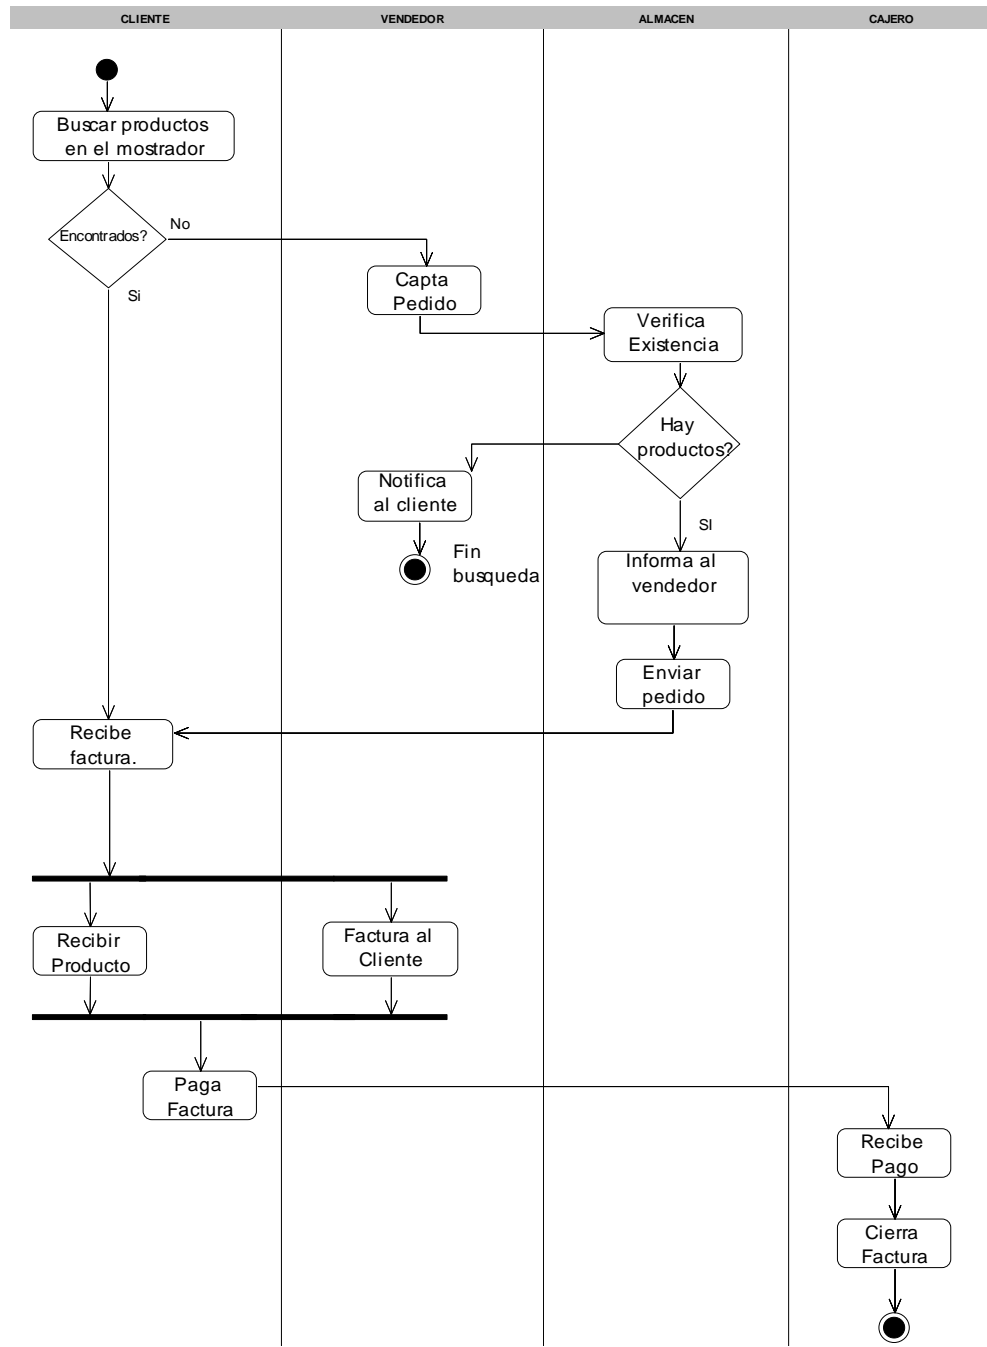 CLIENTE
VENDEDOR
ALMACEN
CAJERO
Buscar productos
en el mostrador
Encontrados?
No
Si
Capta
Pedido
Verifica
Existencia
Hay
productos?
Notifica
al cliente
SI
Fin
busqueda
Informa al
vendedor
Enviar
pedido
Recibe
factura.
Recibir
Producto
Factura al
Cliente
Paga
Factura
Recibe
Pago
Cierra
Factura